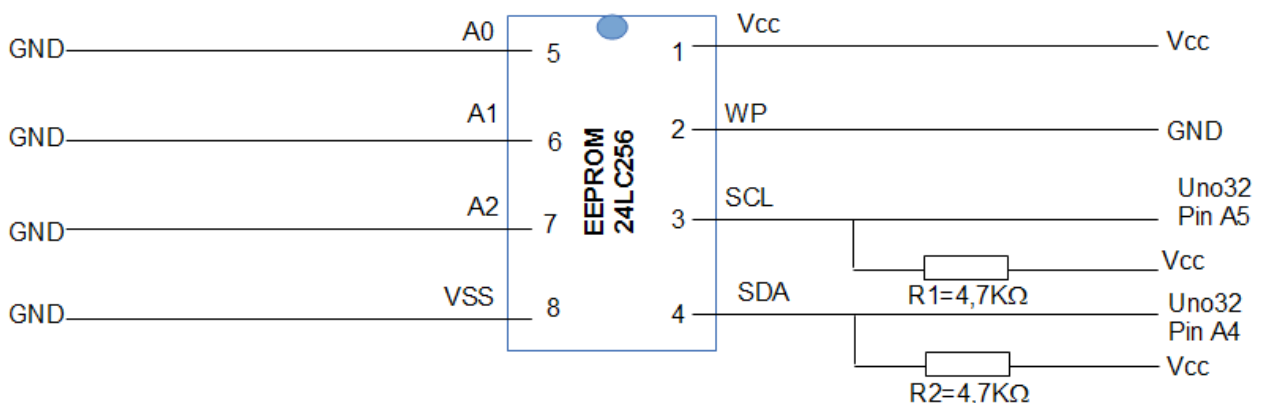 A0
Vcc
GND
5
1
Vcc
A1
WP
GND
6
2
GND
EEPROM
24LC256
A2
SCL
Uno32
Pin A5
GND
7
3
Vcc
R1=4,7KΩ
VSS
SDA
Uno32
Pin A4
GND
8
4
Vcc
R2=4,7KΩ